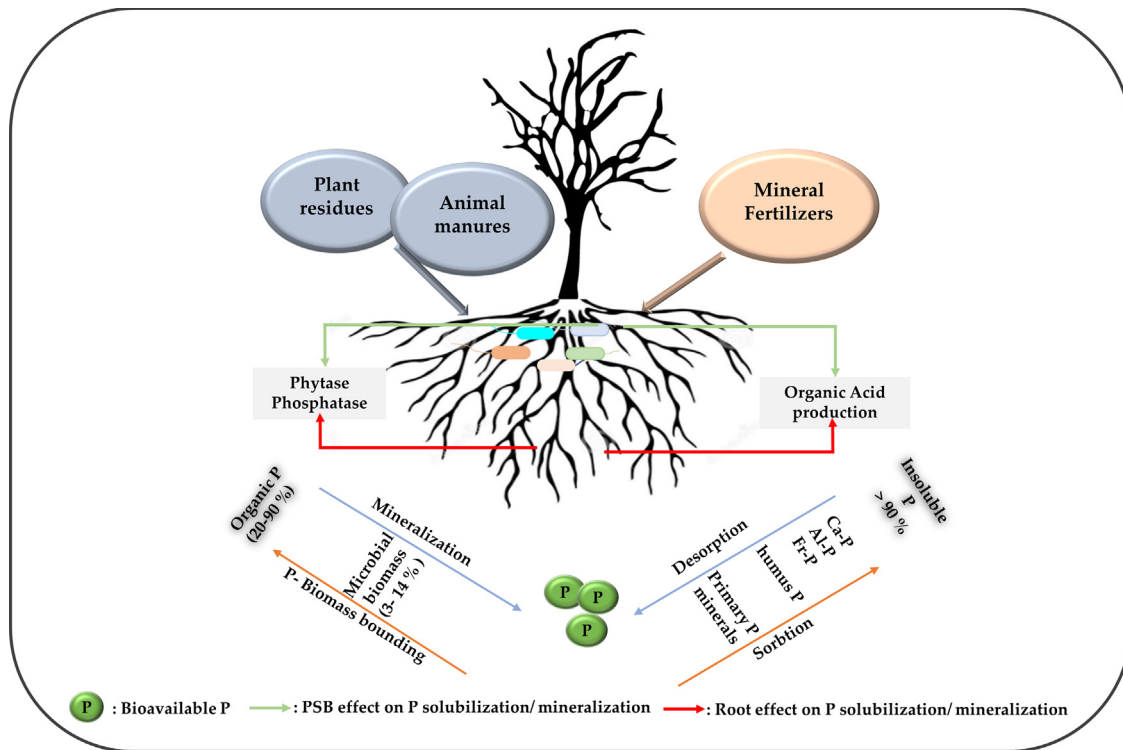 Plant
residues
Animal
manures
Mineral
Fertilizers
Phytase
Phosphatase
Organic Acid
production
Organic P
(20-90 %)
Mineralization
Microbial
biomass
(3- 14 %)
P- Biomass bounding
P
P
P
Insoluble
P
> 90 %
Desorption
Ca-P
Al-P
Fr-P
humus P
Primary P
minerals
Sorbtion
P : Bioavailable P
: PSB effect on P solubilization/ mineralization
: Root effect on P solubilization/ mineralization